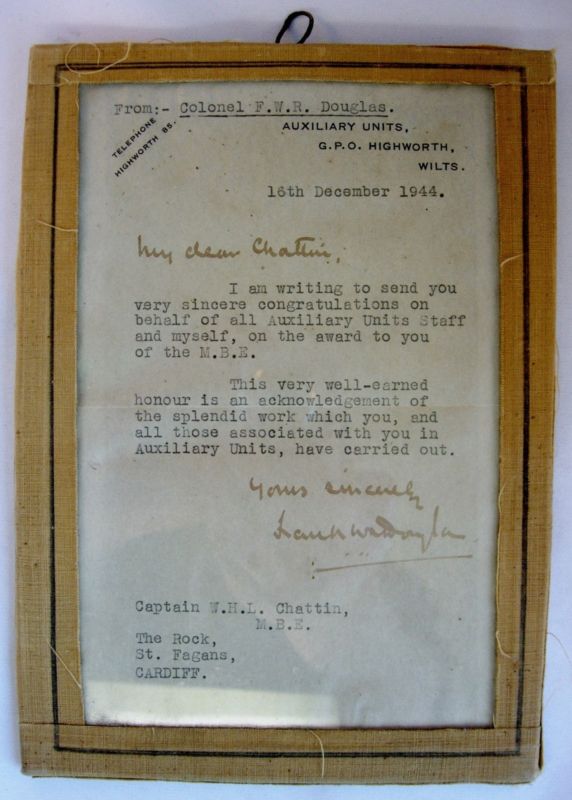 From:- Colonel F.W.R. Douglas.
TELEPHONE
HIGHWORTH 85.
AUXILIARY UNITS,
G.P.O. HIGHWORTH,
WILTS.
16th December 1944.
My dear Chattin,
I am writing to send you
very sincere congratulations on
behalf of all Auxiliary Units Staff
and myself, on the award to you
of the M.B.E.
This very well-earned
honour is an acknowledgement of
the splendid work which you, and
all those associated with you in
Auxiliary Units, have carried out.
Yours sincerely
Frank W R Douglas
Captain W.H.L. Chattin,
M.B.E.
The Rock,
St. Fagans,
CARDIFF.